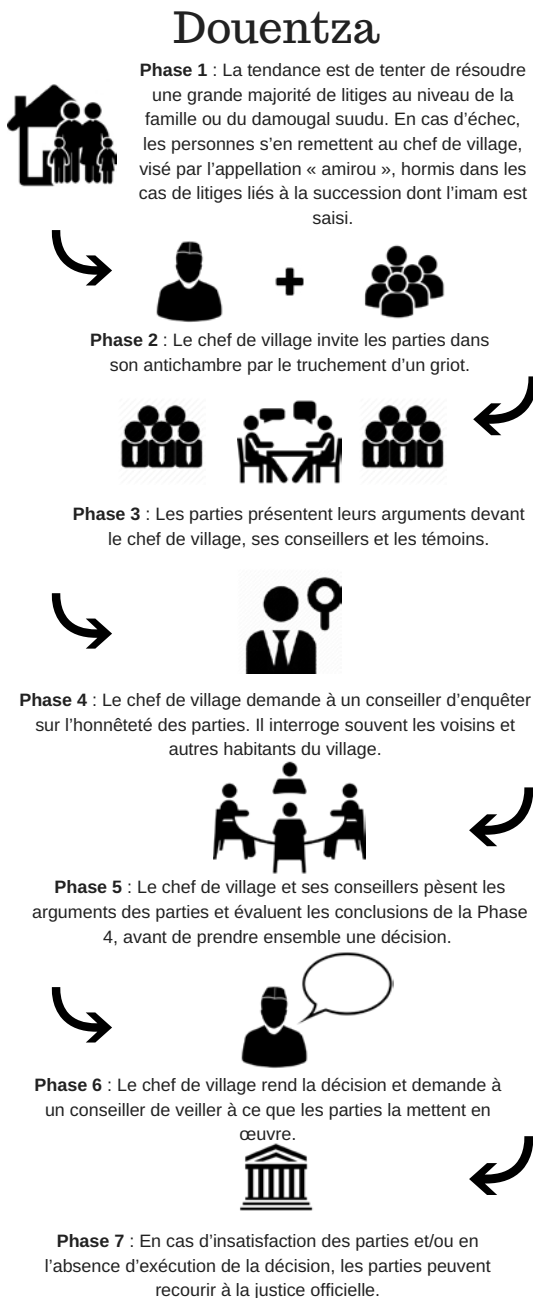 Douentza
Phase 1 : La tendance est de tenter de résoudre
une grande majorité de litiges au niveau de la
famille ou du damougal suudu. En cas d’échec,
les personnes s’en remettent au chef de village,
visé par l’appellation « amirou », hormis dans les
cas de litiges liés à la succession dont l’imam est
saisi.
Phase 2 : Le chef de village invite les parties dans
son antichambre par le truchement d’un griot.
Phase 3 : Les parties présentent leurs arguments devant
le chef de village, ses conseillers et les témoins.
Phase 4 : Le chef de village demande à un conseiller d’enquêter
sur l’honnêteté des parties. Il interroge souvent les voisins et
autres habitants du village.
Phase 5 : Le chef de village et ses conseillers pèsent les
arguments des parties et évaluent les conclusions de la Phase
4, avant de prendre ensemble une décision.
Phase 6 : Le chef de village rend la décision et demande à
un conseiller de veiller à ce que les parties la mettent en
œuvre.
Phase 7 : En cas d’insatisfaction des parties et/ou en
l’absence d’exécution de la décision, les parties peuvent
recourir à la justice officielle.